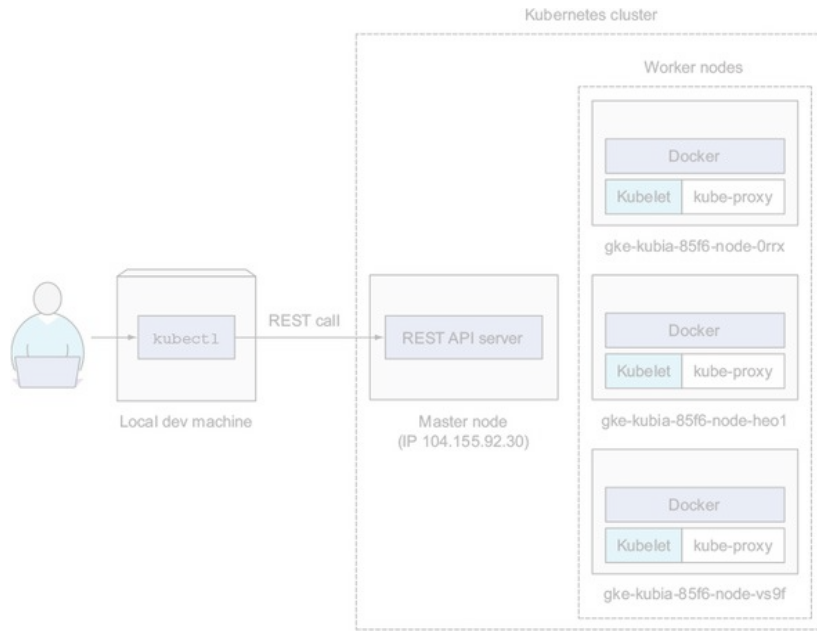 Kubernetes cluster
Worker nodes
Docker
Kubelet
kube-proxy
gke-kubia-85f6-node-0rrx
kubectl
Local dev machine
REST call
REST API server
Master node
(IP 104.155.92.30)
Docker
Kubelet
kube-proxy
gke-kubia-85f6-node-heo1
Docker
Kubelet
kube-proxy
gke-kubia-85f6-node-vs9f